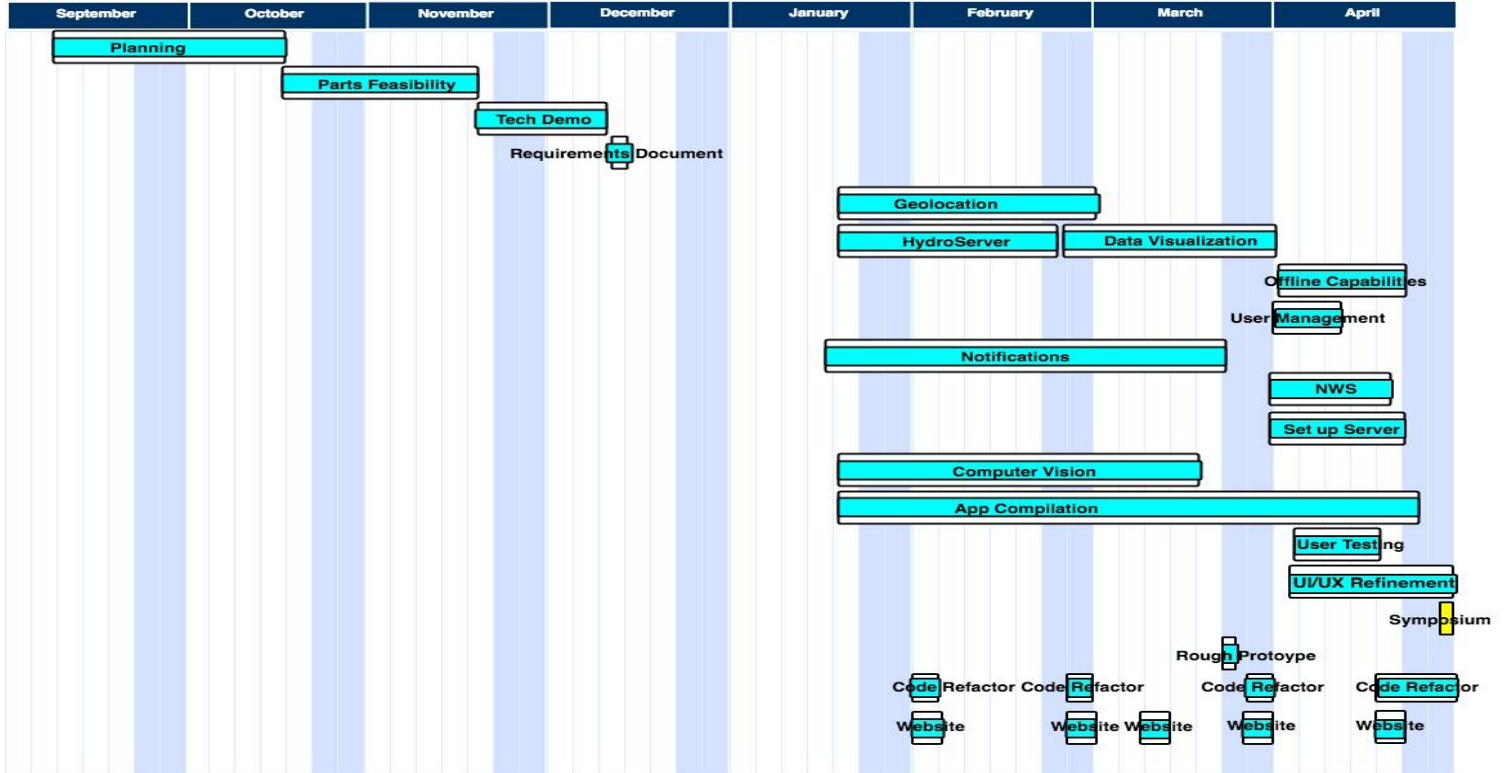 September October November December January February March April
Planning
Parts Feasibility
Tech Demo
Requirements Document
Geolocation
HydroServer Data Visualization
Offline Capabilities
User Management
Notifications
NWS
Set up Server
Computer Vision
App Compilation
User Testing
UI/UX Refinement
Symposium
Rough Protoype
Code Refactor Code Refactor Code Refactor Code Refactor
Website Website Website Website Website